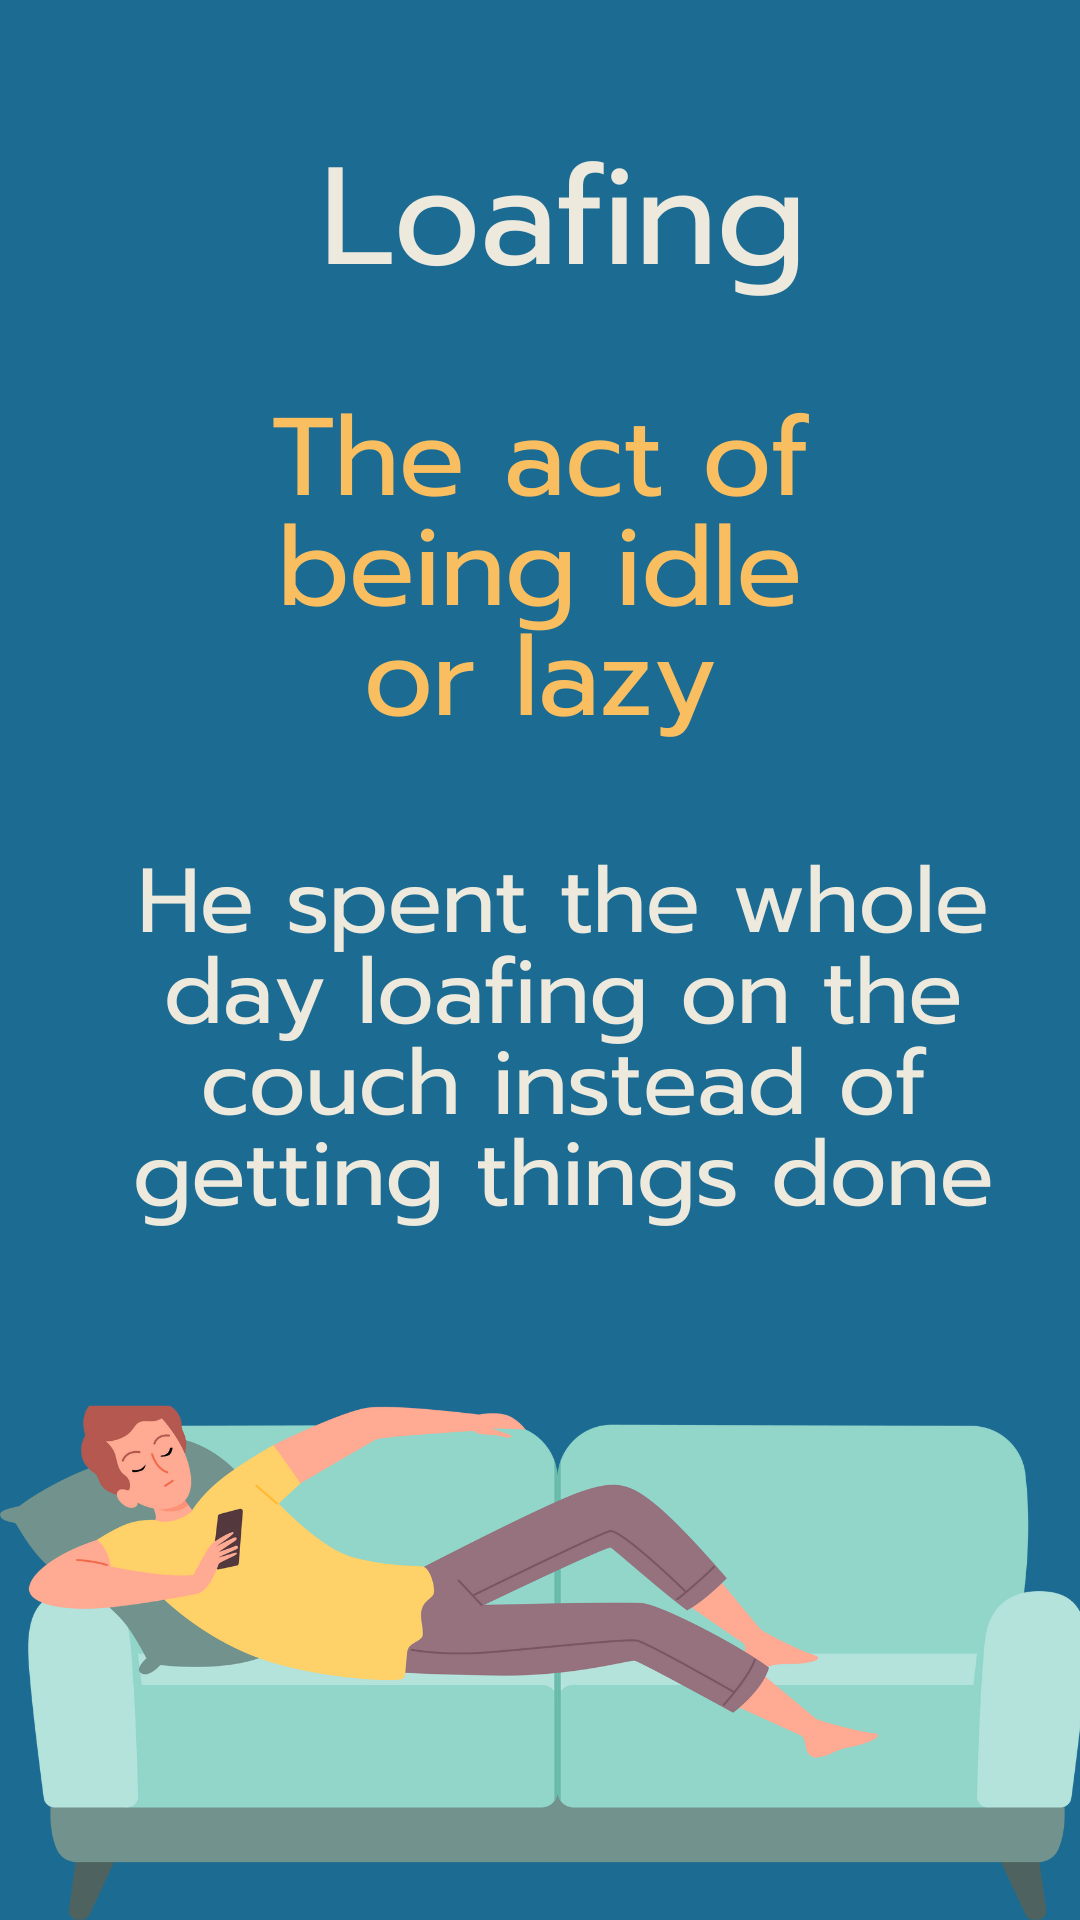 Loafing
The act of
being idle
or lazy
He spent the whole
day loafing on the
couch instead of
getting things done